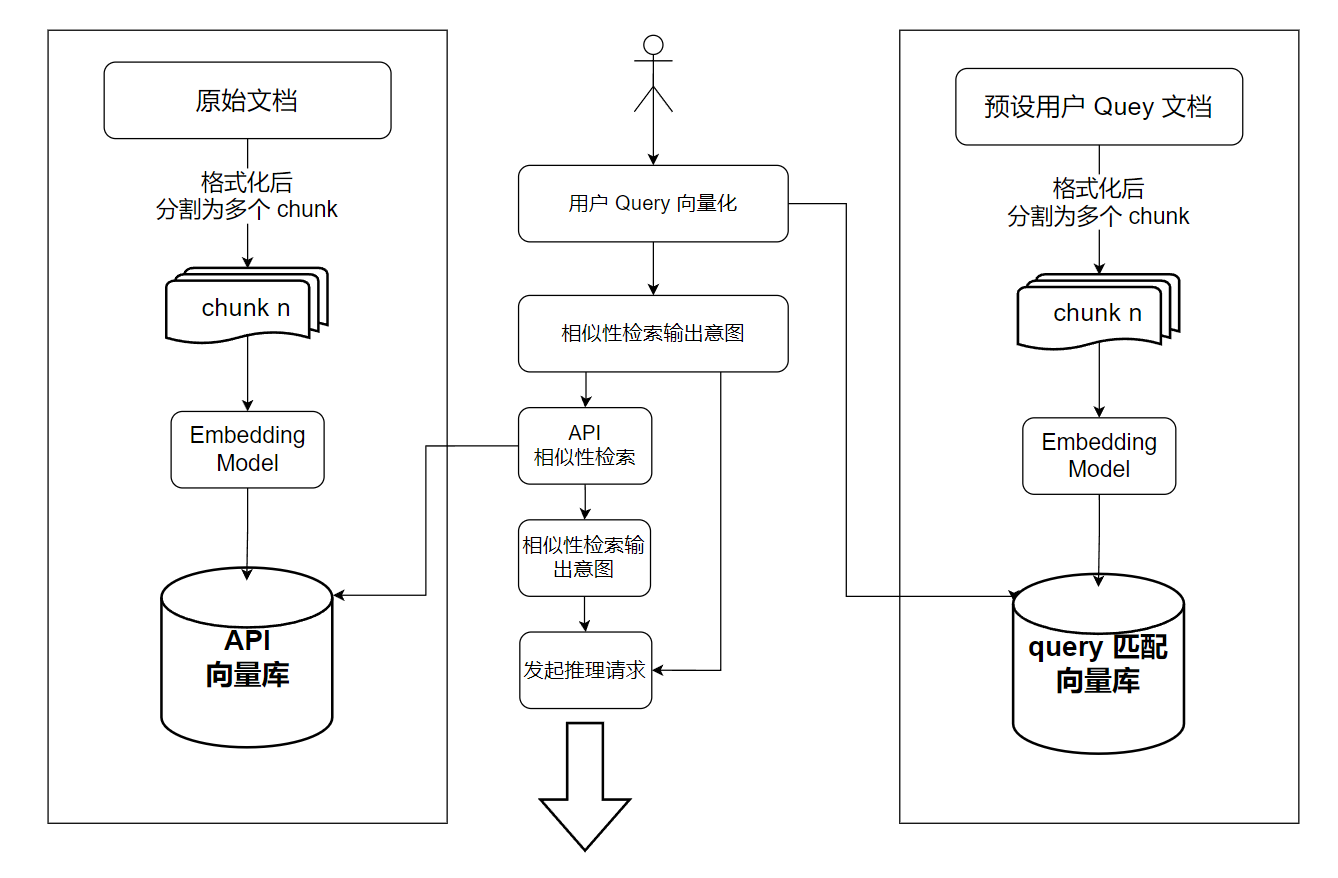 原始文档
格式化后
分割为多个 chunk
chunk n
Embedding
Model
API
向量库
用户 Query 向量化
相似性检索输出意图
API
相似性检索
相似性检索输
出意图
发起推理请求
预设用户 Quey 文档
格式化后
分割为多个 chunk
chunk n
Embedding
Model
query 匹配
向量库